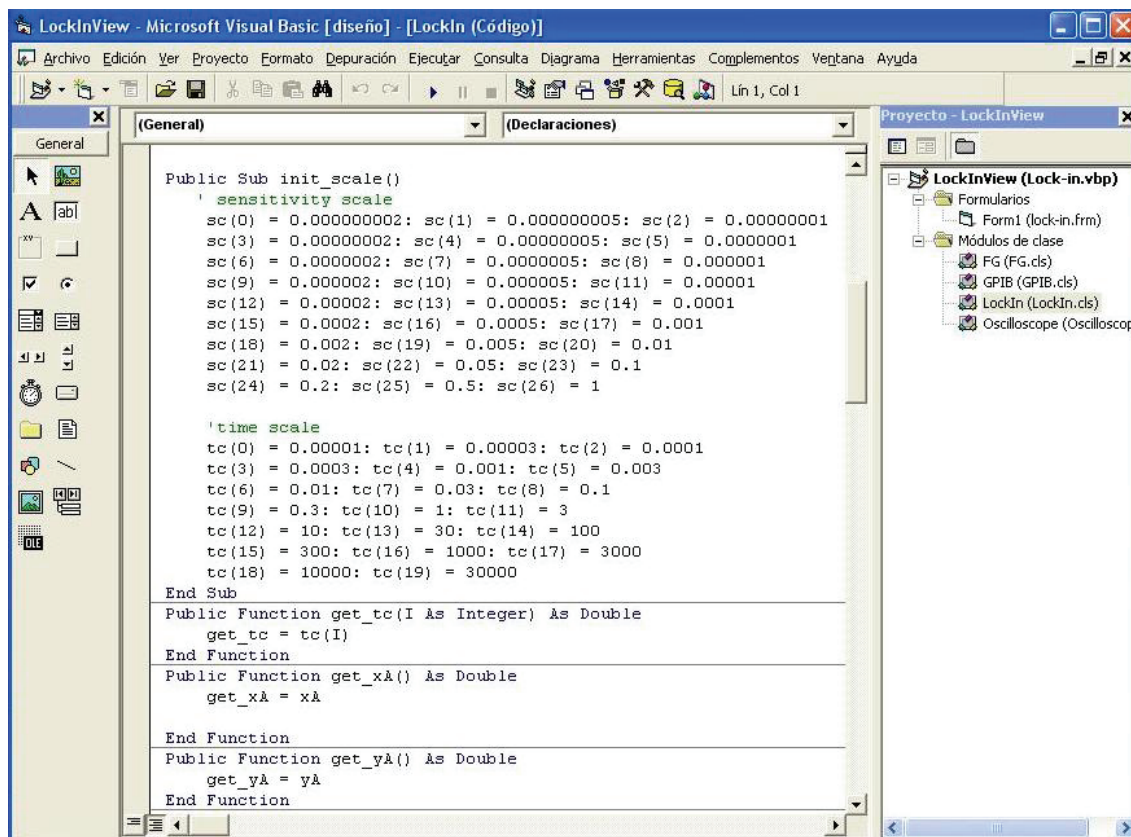 LockInView - Microsoft Visual Basic [diseño] - [LockIn (Código)]
Archivo Edición Ver Proyecto Formato Depuración Ejecutar Consulta Diagrama Herramientas Complementos Ventana Ayuda
Lín 1, Col 1
General
A
abl
xv
OLE
(General) (Declaraciones)
Public Sub init_scale()
' sensitivity scale
sc(0) = 0.000000002: sc(1) = 0.000000005: sc(2) = 0.00000001
sc(3) = 0.00000002: sc(4) = 0.00000005: sc(5) = 0.0000001
sc(6) = 0.0000002: sc(7) = 0.0000005: sc(8) = 0.000001
sc(9) = 0.000002: sc(10) = 0.000005: sc(11) = 0.00001
sc(12) = 0.00002: sc(13) = 0.00005: sc(14) = 0.0001
sc(15) = 0.0002: sc(16) = 0.0005: sc(17) = 0.001
sc(18) = 0.002: sc(19) = 0.005: sc(20) = 0.01
sc(21) = 0.02: sc(22) = 0.05: sc(23) = 0.1
sc(24) = 0.2: sc(25) = 0.5: sc(26) = 1
'time scale
tc(0) = 0.00001: tc(1) = 0.00003: tc(2) = 0.0001
tc(3) = 0.0003: tc(4) = 0.001: tc(5) = 0.003
tc(6) = 0.01: tc(7) = 0.03: tc(8) = 0.1
tc(9) = 0.3: tc(10) = 1: tc(11) = 3
tc(12) = 10: tc(13) = 30: tc(14) = 100
tc(15) = 300: tc(16) = 1000: tc(17) = 3000
tc(18) = 10000: tc(19) = 30000
End Sub
Public Function get_tc(I As Integer) As Double
get_tc = tc(I)
End Function
Public Function get_xA() As Double
get_xA = xA
End Function
Public Function get_yA() As Double
get_yA = yA
End Function
Proyecto - LockInView
LockInView (Lock-in.vbp)
Formularios
Form1 (lock-in.frm)
Módulos de clase
FG (FG.cls)
GPIB (GPIB.cls)
LockIn (LockIn.cls)
Oscilloscope (Oscilloscop